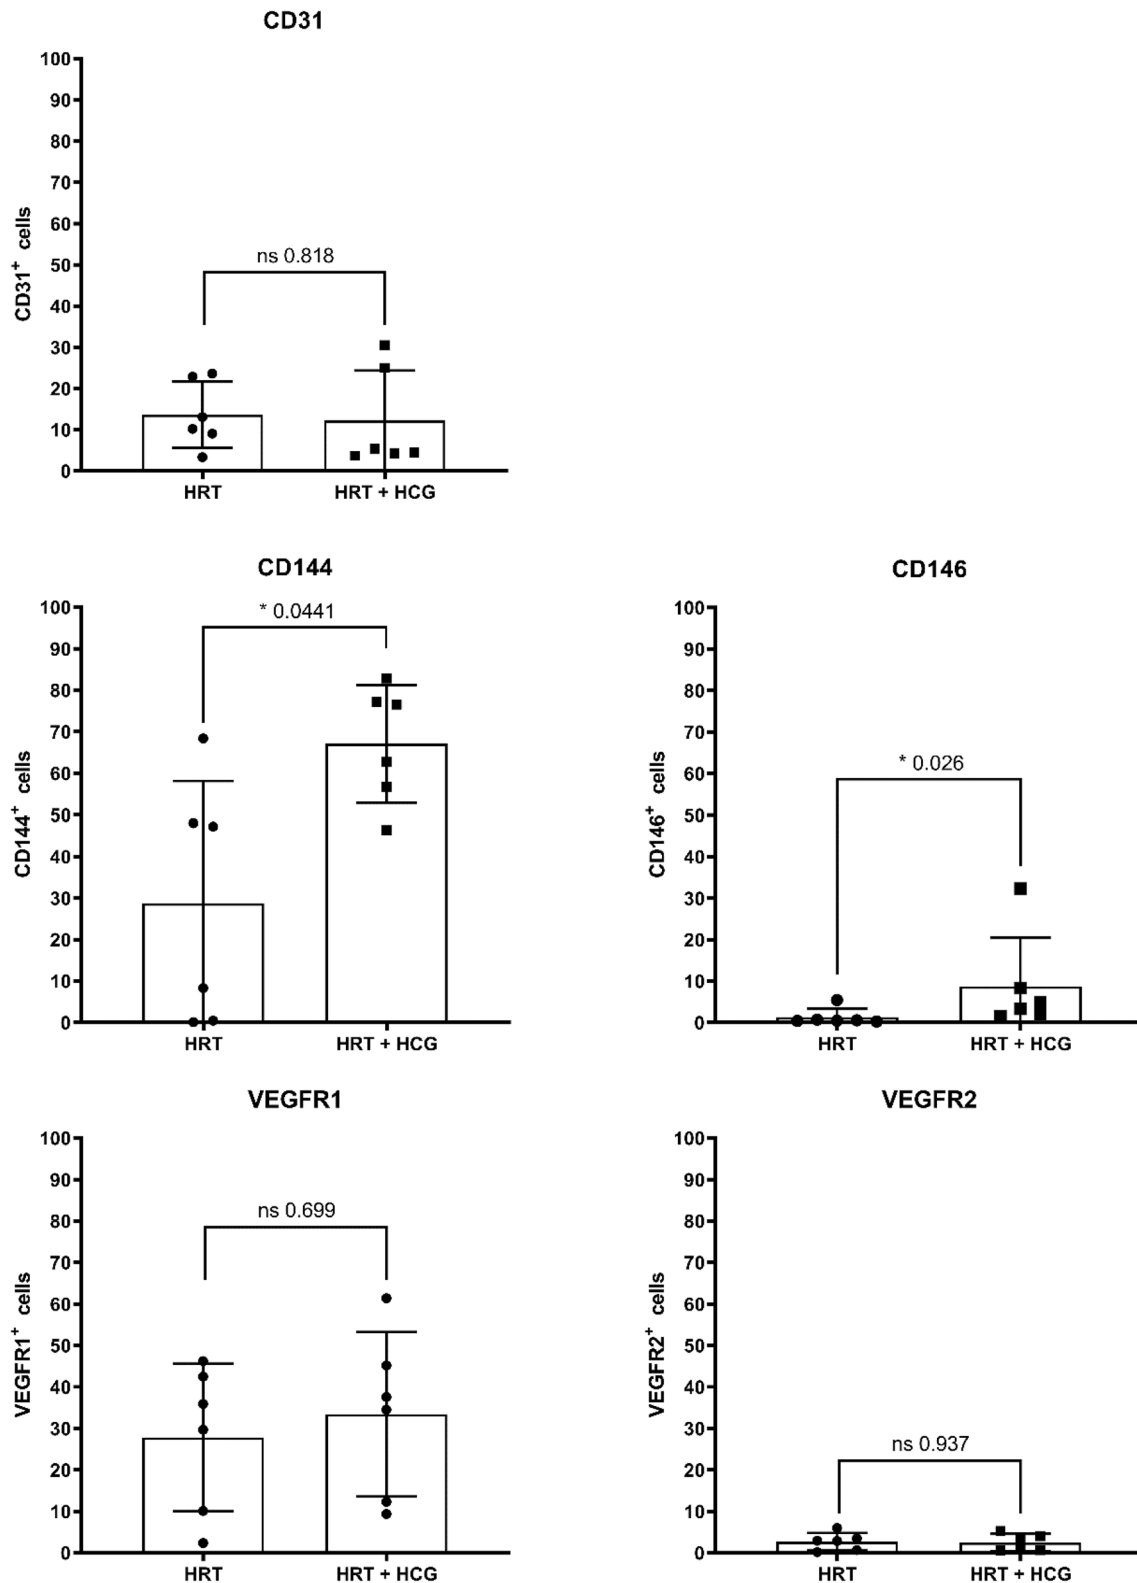 CD31
100
90
80
70
60
50
40
30
20
10
0
CD31+ cells
ns 0.818
HRT
HRT + HCG
CD144
100
90
80
70
60
50
40
30
20
10
0
CD144+ cells
* 0.0441
HRT
HRT + HCG
CD146
100
90
80
70
60
50
40
30
20
10
0
CD146+ cells
* 0.026
HRT
HRT + HCG
VEGFR1
100
90
80
70
60
50
40
30
20
10
0
VEGFR1+ cells
ns 0.699
HRT
HRT + HCG
VEGFR2
100
90
80
70
60
50
40
30
20
10
0
VEGFR2+ cells
ns 0.937
HRT
HRT + HCG